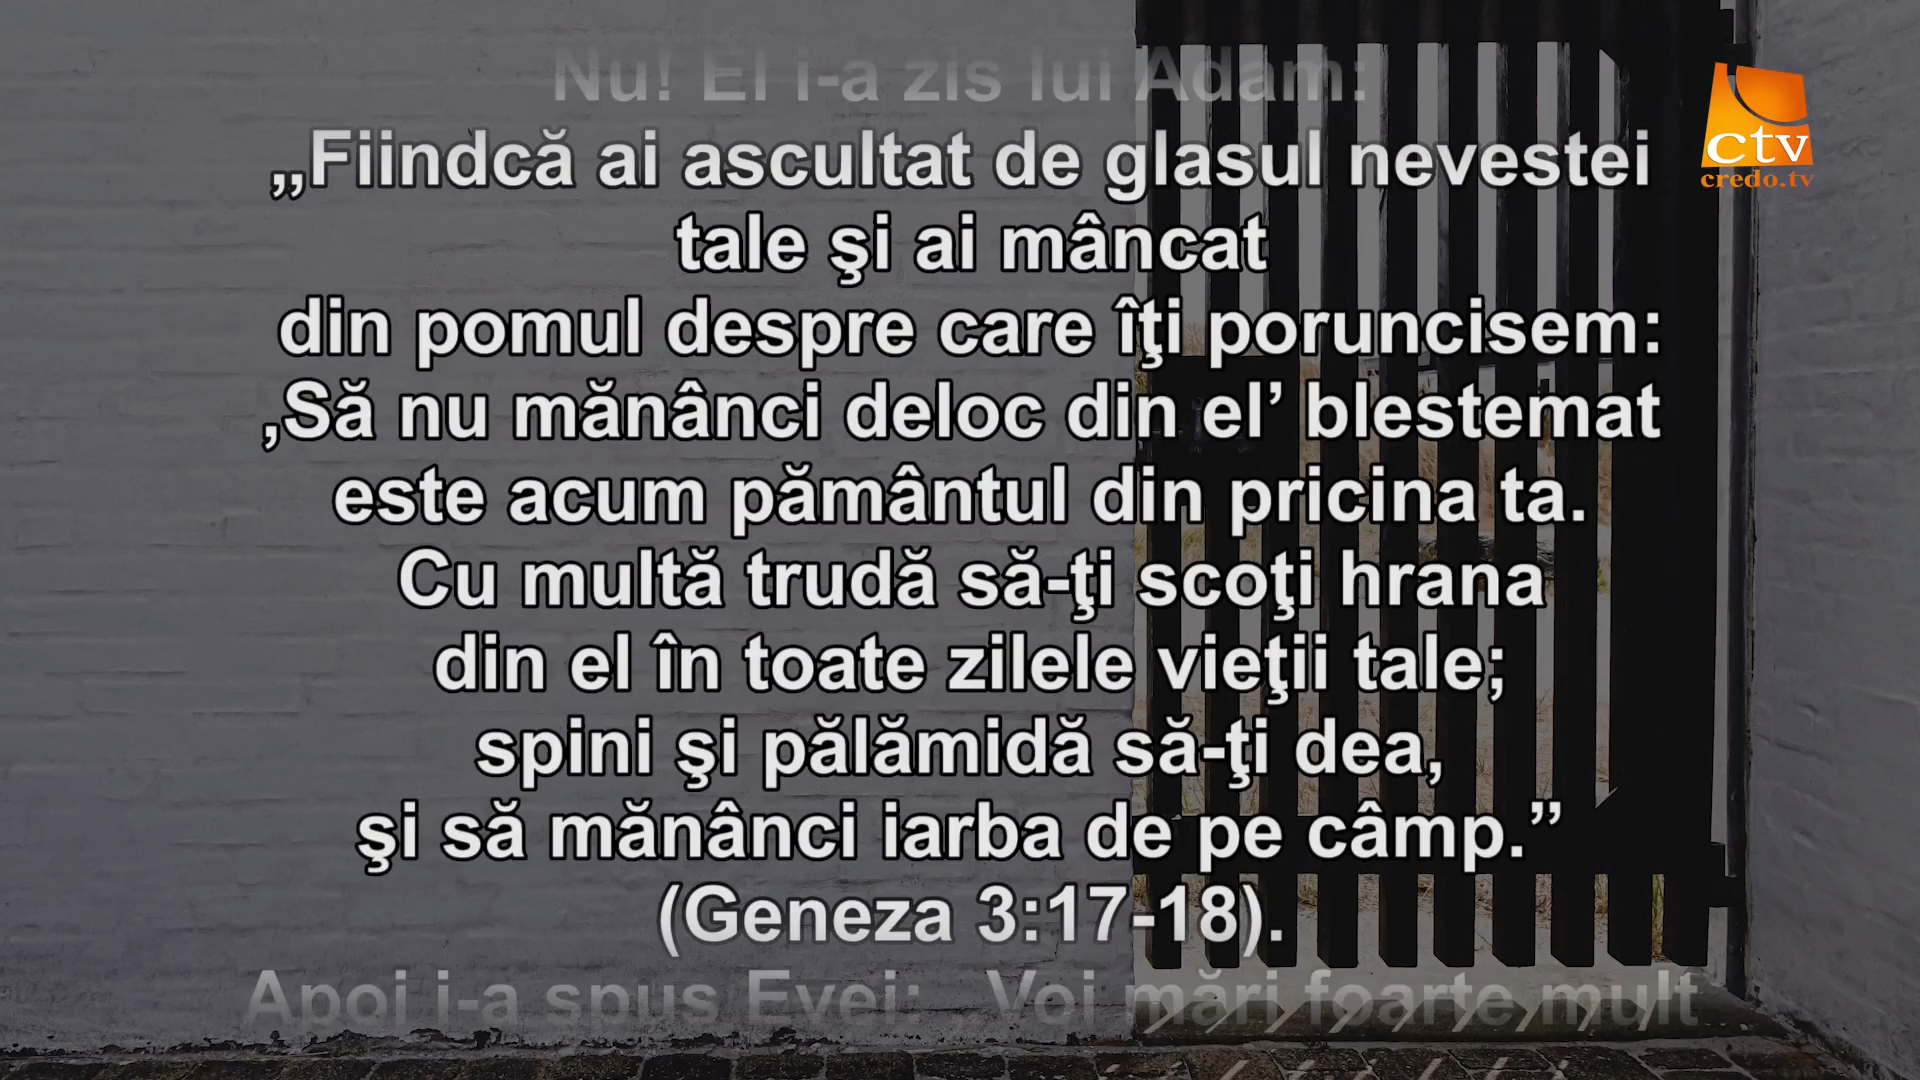 Nu! El i-a zis lui Adam:
„Fiindcă ai ascultat de glasul nevestei
tale şi ai mâncat
din pomul despre care îţi poruncisem:
‚Să nu mănânci deloc din el’ blestemat
este acum pământul din pricina ta.
Cu multă trudă să-ţi scoţi hrana
din el în toate zilele vieţii tale;
spini şi pălămidă să-ţi dea,
şi să mănânci iarba de pe câmp.”
(Geneza 3:17-18).
Apoi i-a spus Evei: „Voi mări foarte mult
ctv
credo.tv